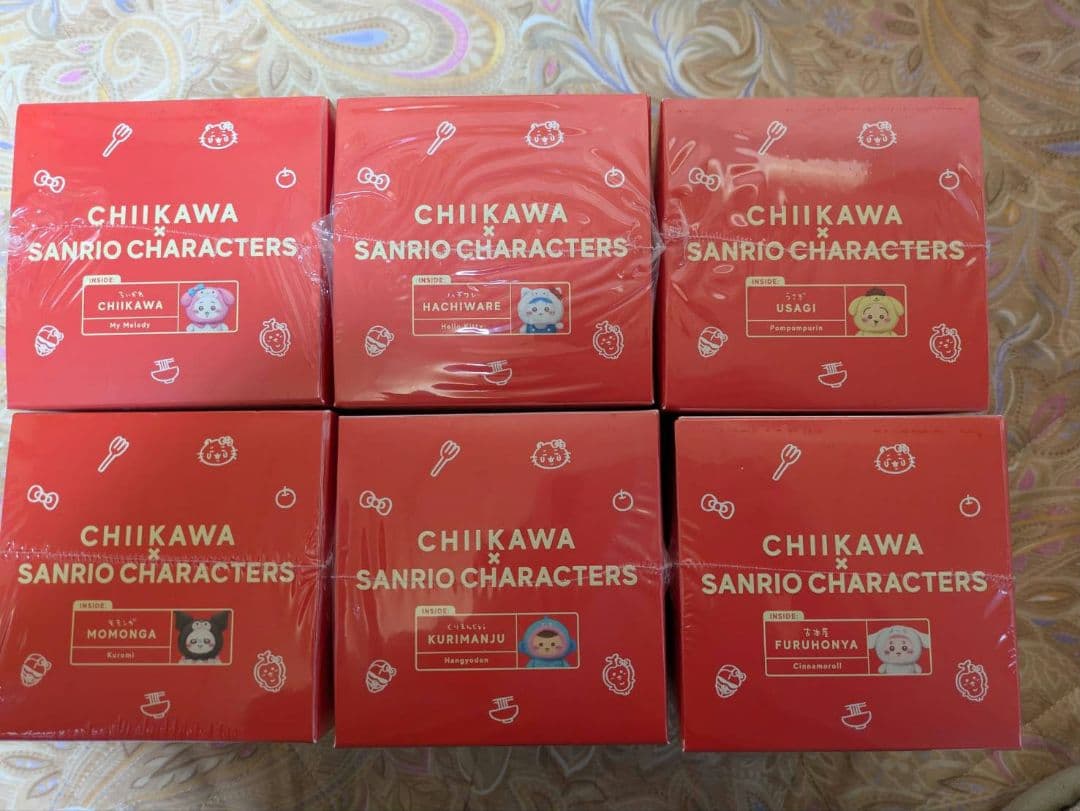 CHIIKAWA
×
SANRIO CHARACTERS
INSIDE:
ちいかわ
CHIIKAWA
My Melody
CHIIKAWA
×
SANRIO CHARACTERS
INSIDE:
ハチワレ
HACHIWARE
Hello Kitty
CHIIKAWA
×
SANRIO CHARACTERS
INSIDE:
うさぎ
USAGI
Pompompurin
CHIIKAWA
×
SANRIO CHARACTERS
INSIDE:
モモンガ
MOMONGA
Kuromi
CHIIKAWA
×
SANRIO CHARACTERS
INSIDE:
くりまんじゅう
KURIMANJU
Hangyodon
CHIIKAWA
×
SANRIO CHARACTERS
INSIDE:
古本屋
FURUHONYA
Cinnamoroll